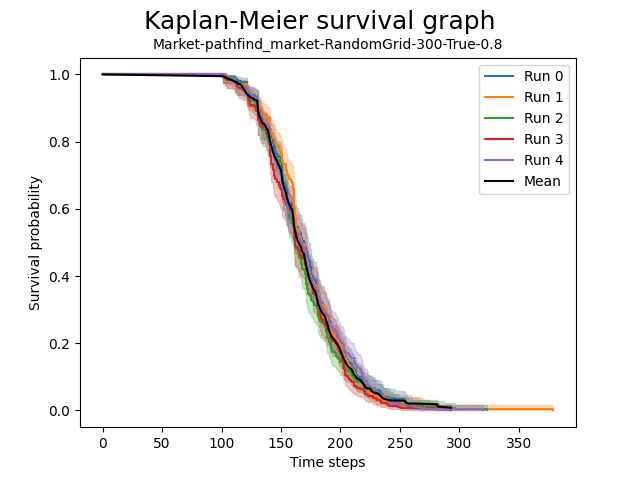 Kaplan-Meier survival graph
Market-pathfind_market-RandomGrid-300-True-0.8
Survival probability
1.0
0.8
0.6
0.4
0.2
0.0
Run 0
Run 1
Run 2
Run 3
Run 4
Mean
0 50 100 150 200 250 300 350
Time steps